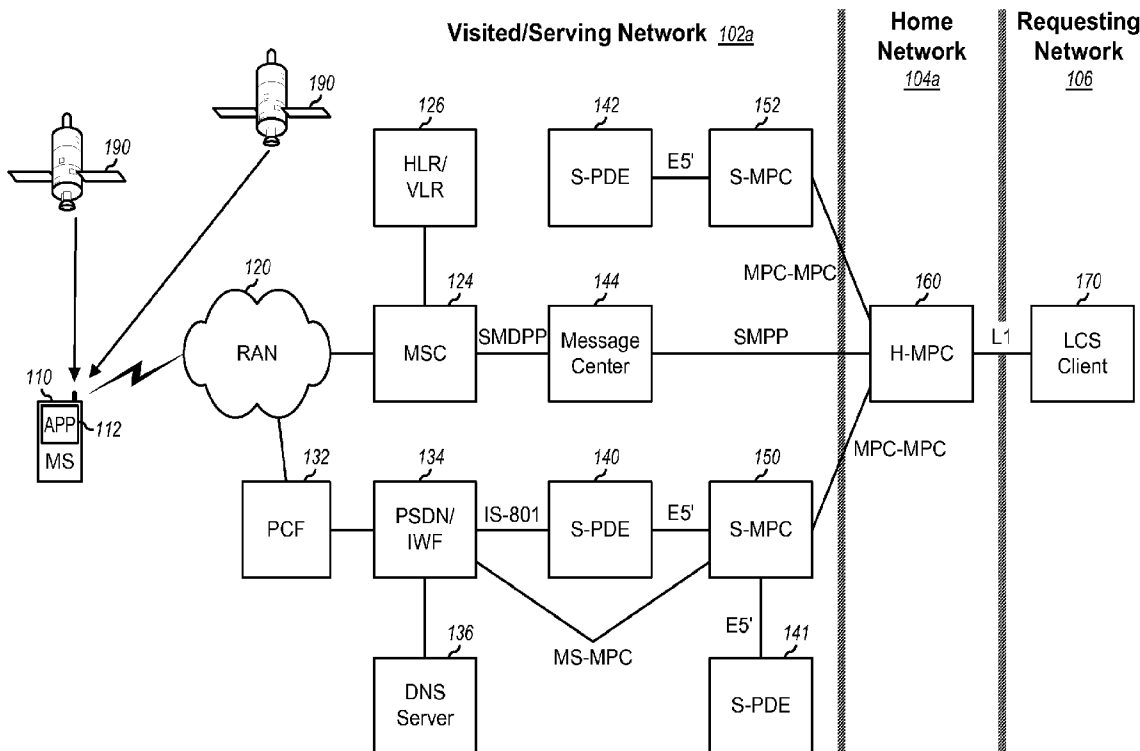 Visited/Serving Network 102a
Home
Network
104a
Requesting
Network
106
190
190
126
HLR/
VLR
142
S-PDE
E5'
152
S-MPC
MPC-MPC
120
RAN
124
MSC
SMDPP
144
Message
Center
SMPP
160
H-MPC
L1
170
LCS
Client
110
APP
112
MS
MPC-MPC
132
PCF
134
PSDN/
IWF
IS-801
140
S-PDE
E5'
150
S-MPC
E5'
MS-MPC
136
DNS
Server
141
S-PDE